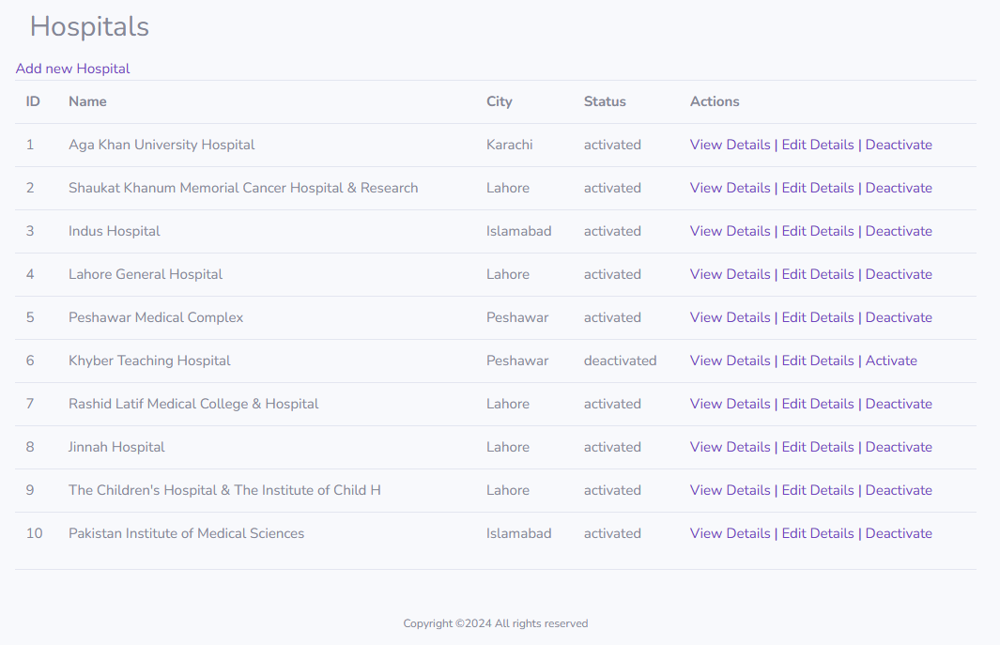 Hospitals
Add new Hospital
ID Name City Status Actions
1 Aga Khan University Hospital Karachi activated View Details | Edit Details | Deactivate
2 Shaukat Khanum Memorial Cancer Hospital & Research Lahore activated View Details | Edit Details | Deactivate
3 Indus Hospital Islamabad activated View Details | Edit Details | Deactivate
4 Lahore General Hospital Lahore activated View Details | Edit Details | Deactivate
5 Peshawar Medical Complex Peshawar activated View Details | Edit Details | Deactivate
6 Khyber Teaching Hospital Peshawar deactivated View Details | Edit Details | Activate
7 Rashid Latif Medical College & Hospital Lahore activated View Details | Edit Details | Deactivate
8 Jinnah Hospital Lahore activated View Details | Edit Details | Deactivate
9 The Children's Hospital & The Institute of Child H Lahore activated View Details | Edit Details | Deactivate
10 Pakistan Institute of Medical Sciences Islamabad activated View Details | Edit Details | Deactivate
Copyright ©2024 All rights reserved